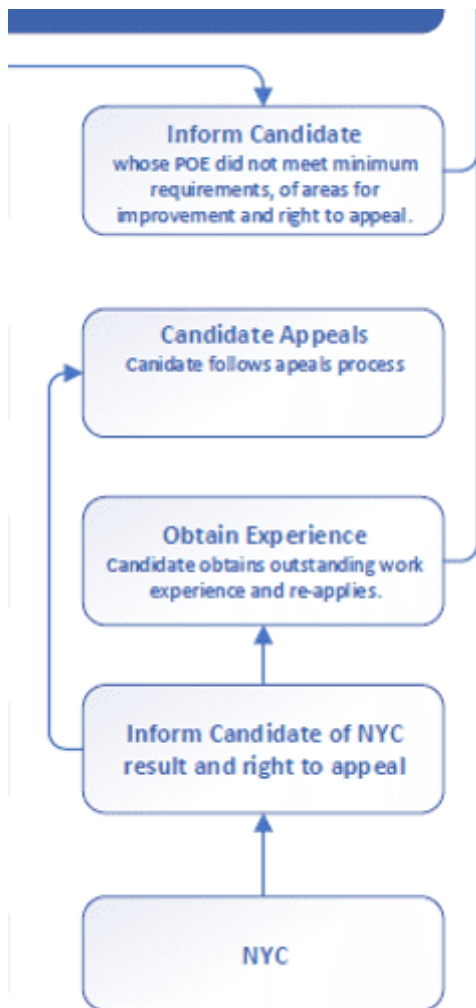 Inform Candidate
whose POE did not meet minimum
requirements, of areas for
improvement and right to appeal.
Candidate Appeals
Canidate follows apeals process
Obtain Experience
Candidate obtains outstanding work
experience and re-applies.
Inform Candidate of NYC
result and right to appeal
NYC